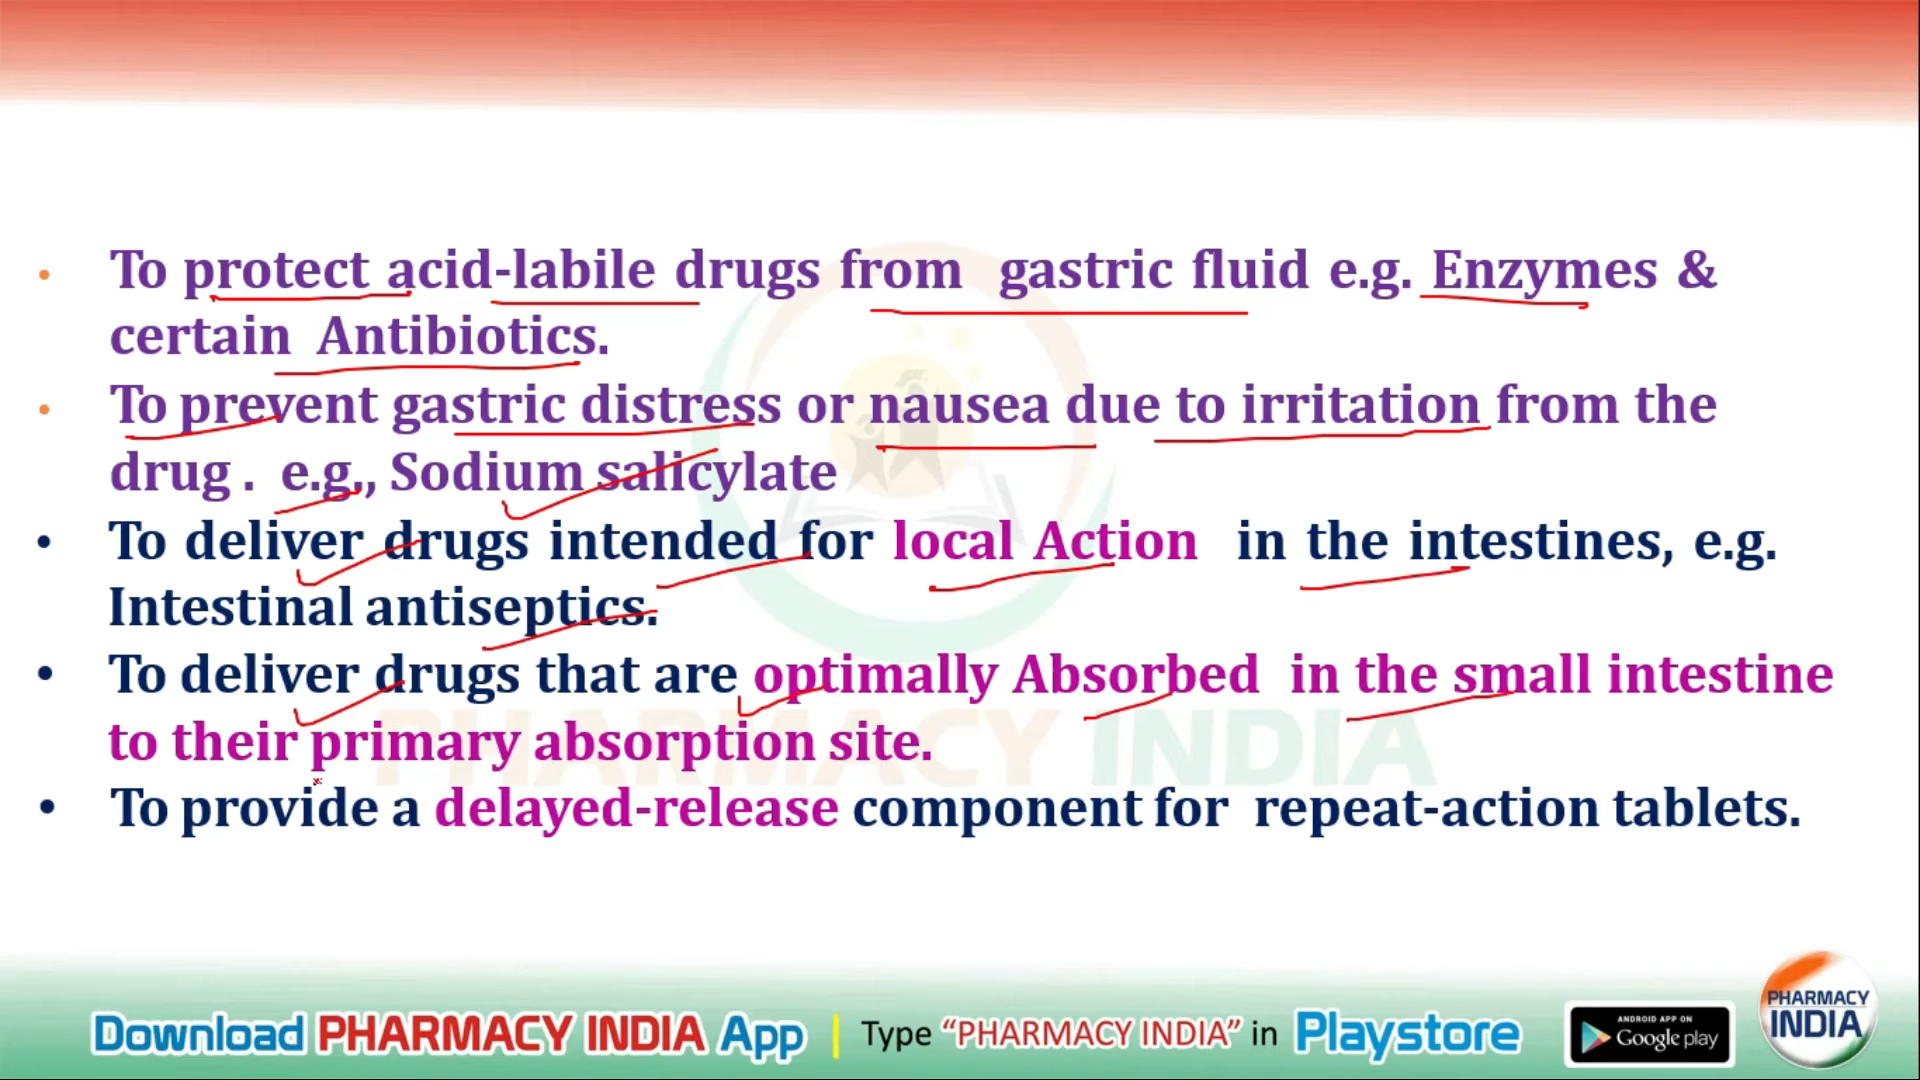 To protect acid-labile drugs from gastric fluid e.g. Enzymes &
certain Antibiotics.
To prevent gastric distress or nausea due to irritation from the
drug . e.g., Sodium salicylate
To deliver drugs intended for local Action in the intestines, e.g.
Intestinal antiseptics.
To deliver drugs that are optimally Absorbed in the small intestine
to their primary absorption site.
To provide a delayed-release component for repeat-action tablets.
PHARMACY INDIA
Download PHARMACY INDIA App | Type “PHARMACY INDIA” in Playstore
ANDROID APP ON
Google play
PHARMACY
INDIA